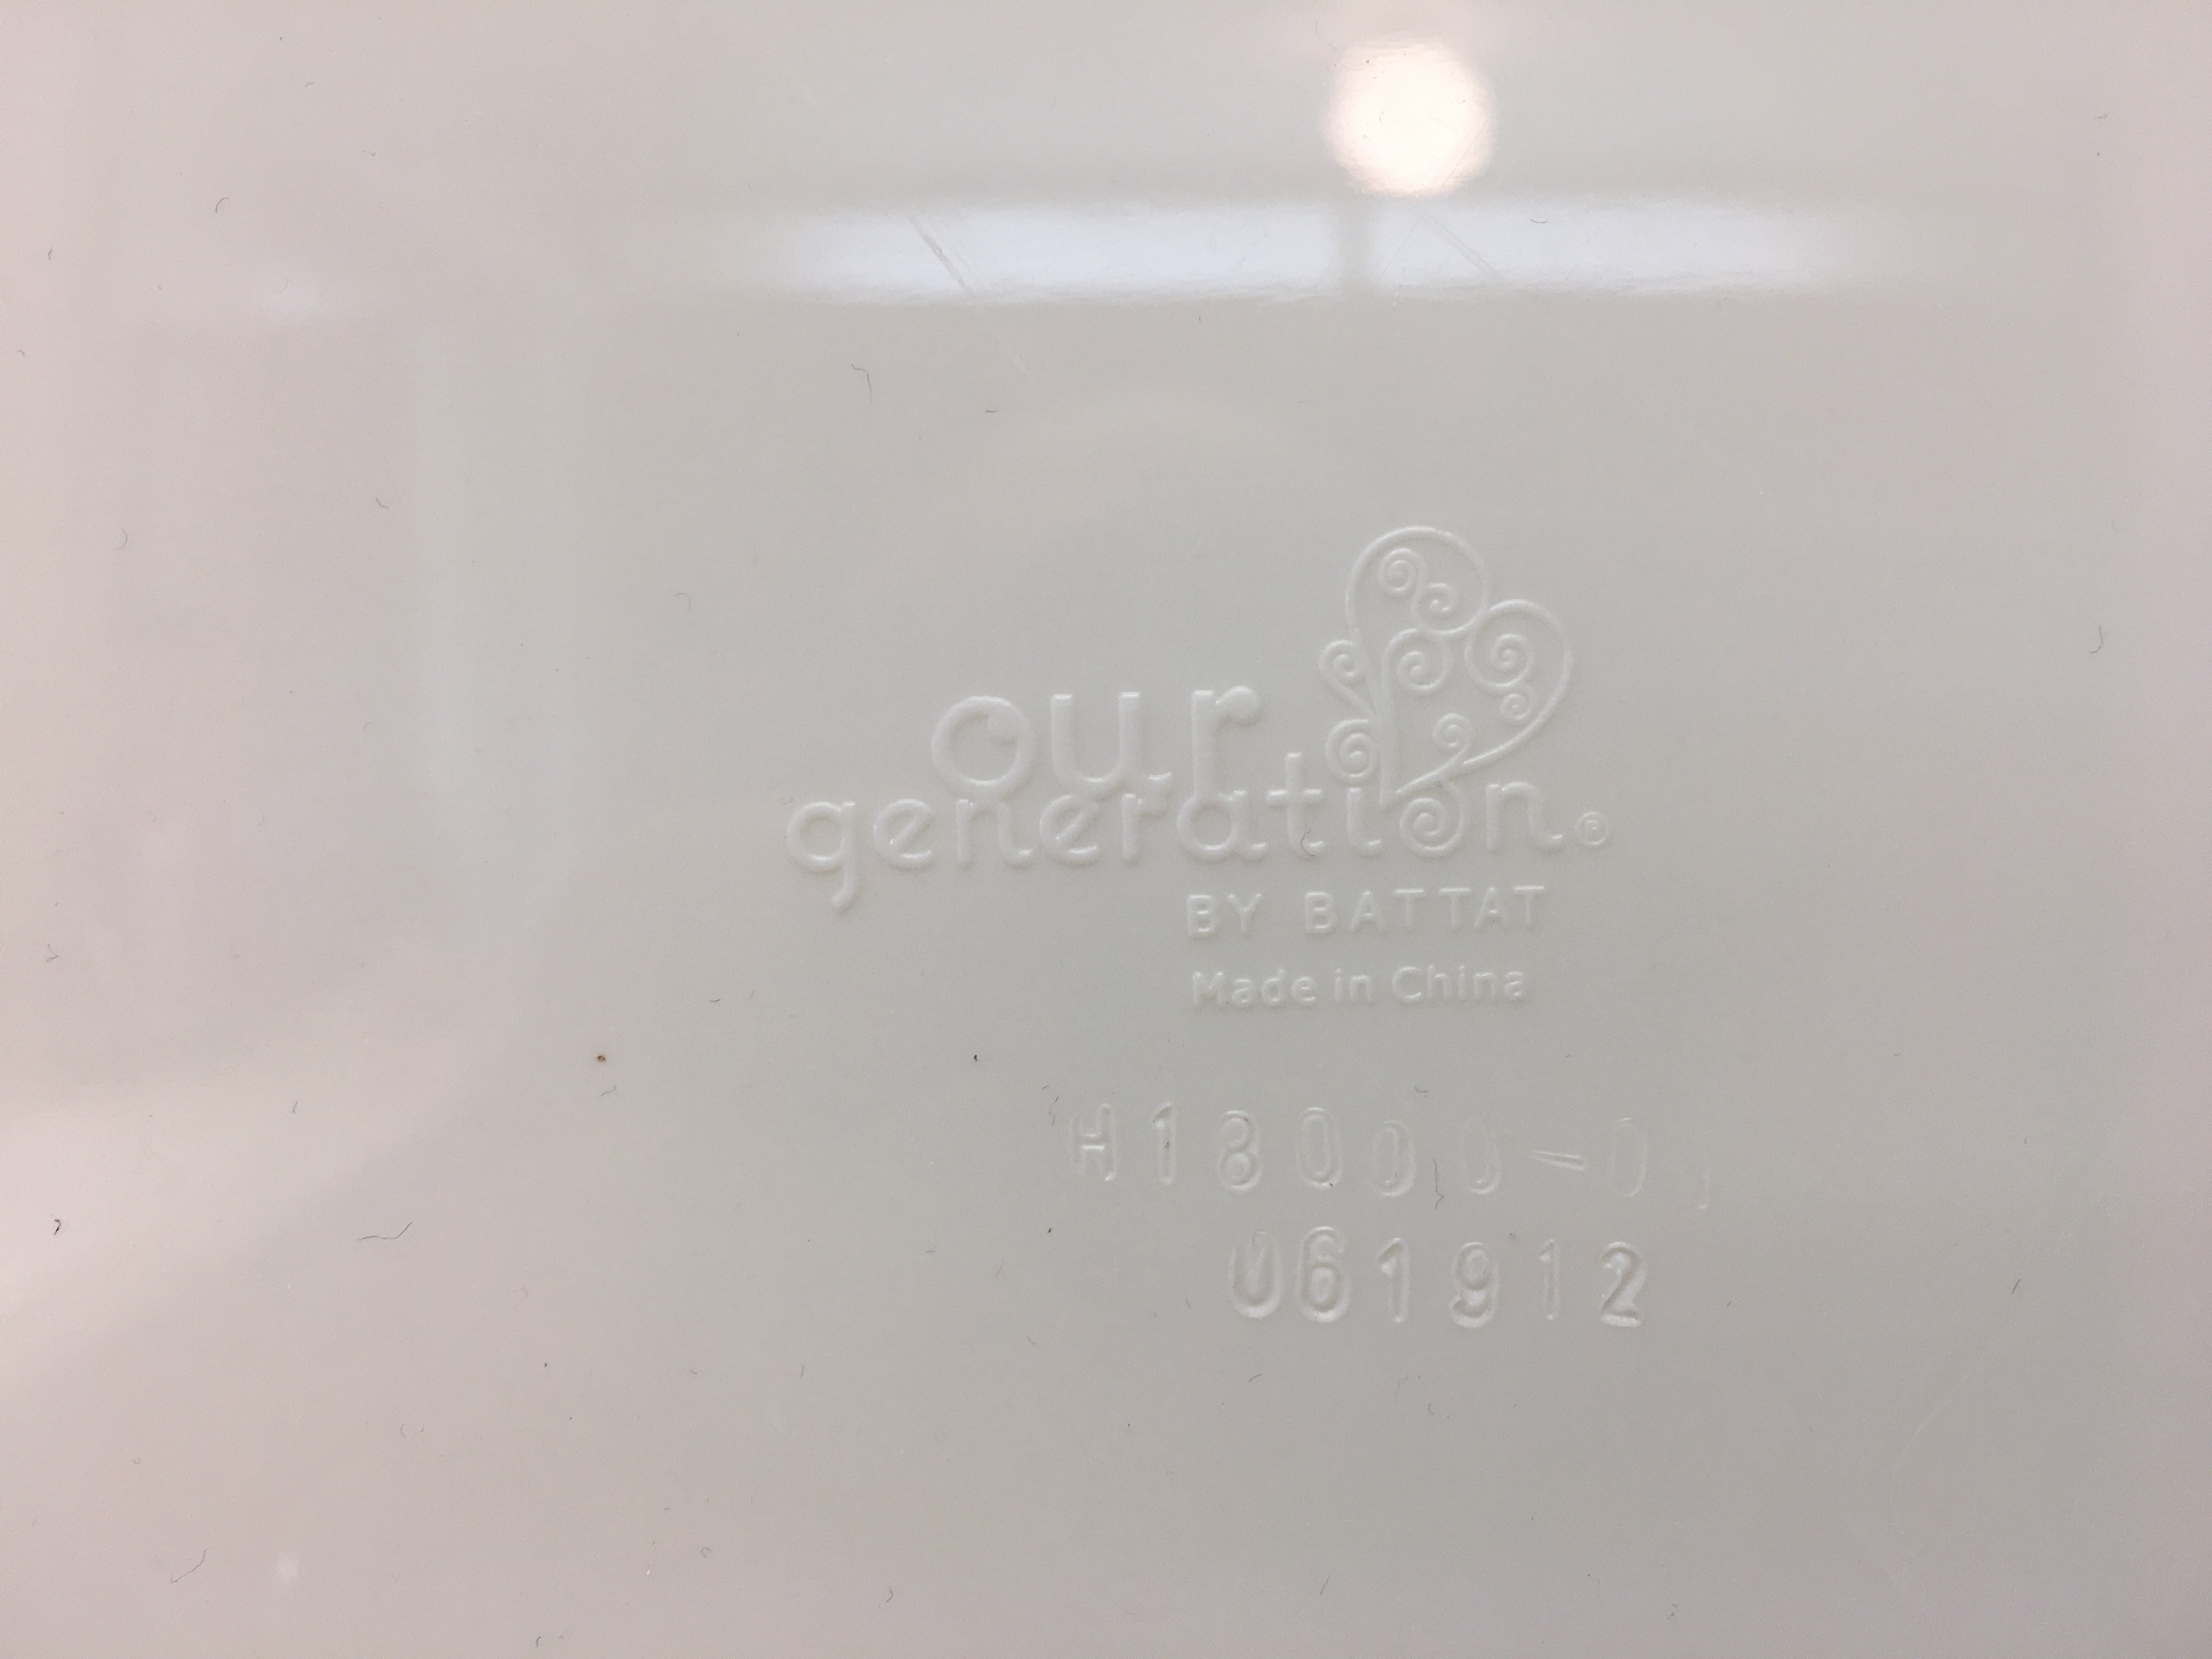 our
generation®
BY BATTAT
Made in China
061912